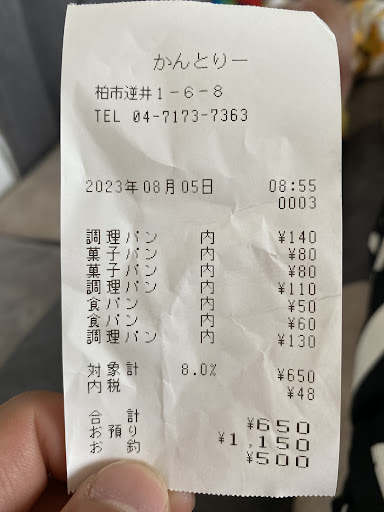 かんとりー
柏市逆井1-6-8
TEL 04-7173-7363
2023年08月05日 08:55
0003
調理パン 内 ¥140
菓子パン 内 ¥80
菓子パン 内 ¥80
調理パン 内 ¥110
食パン 内 ¥50
食パン 内 ¥60
調理パン 内 ¥130
対象計 8.0% ¥650
内税 ¥48
合計 ¥650
お預り ¥1,150
お釣 ¥500